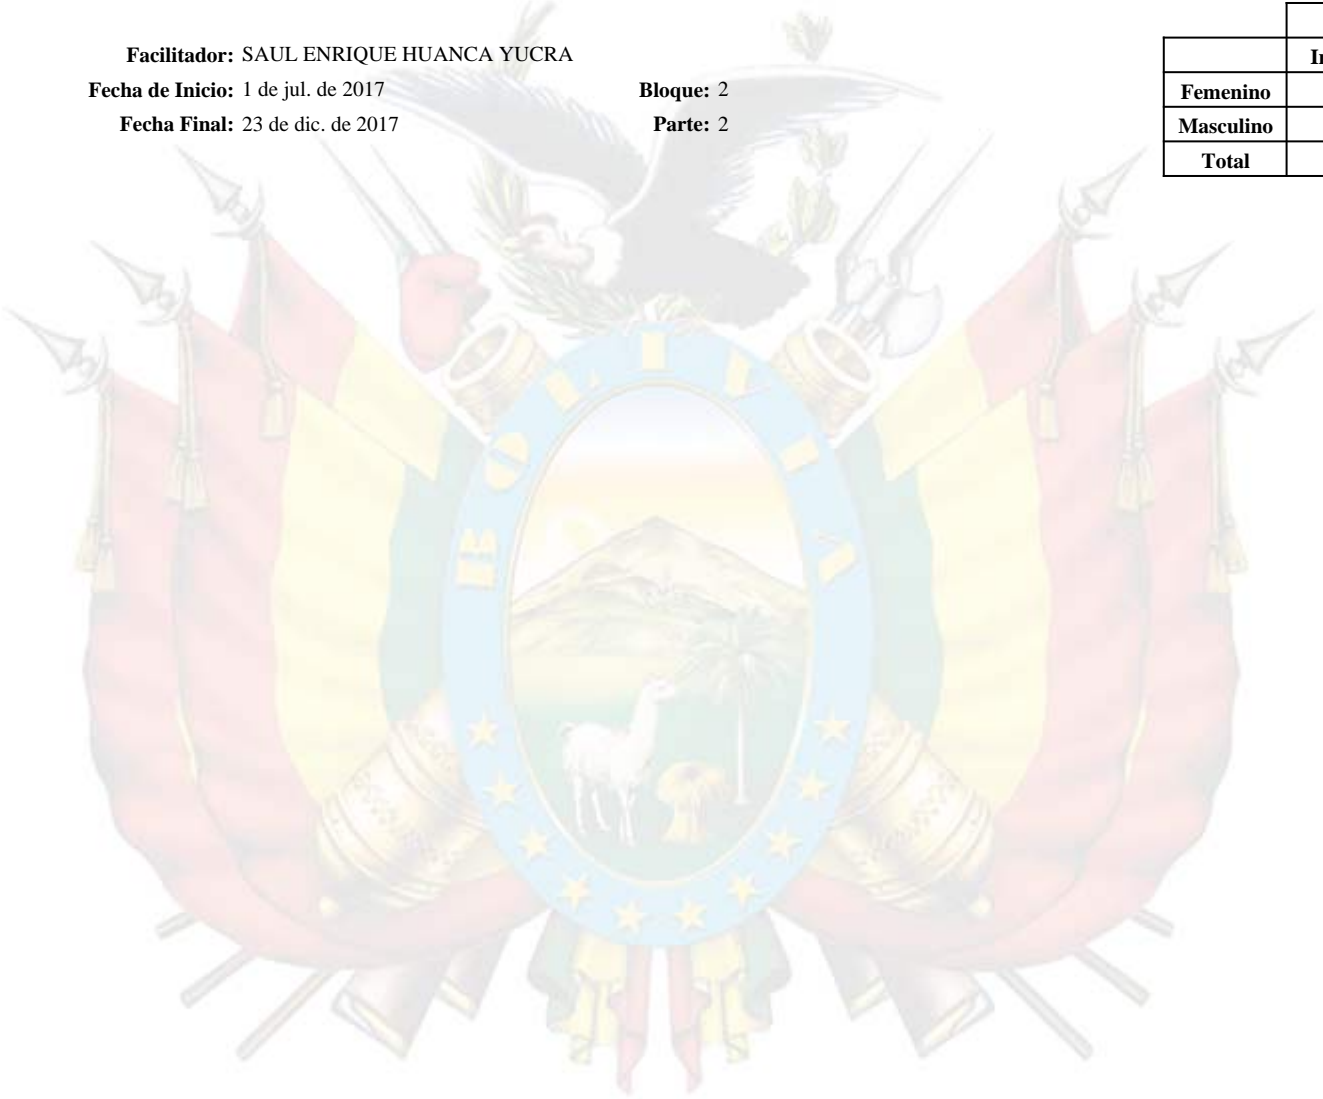 Facilitador: SAUL ENRIQUE HUANCA YUCRA
Fecha de Inicio: 1 de jul. de 2017 Bloque: 2
Fecha Final: 23 de dic. de 2017 Parte: 2
Femenino
Masculino
Total
BOLIVIA